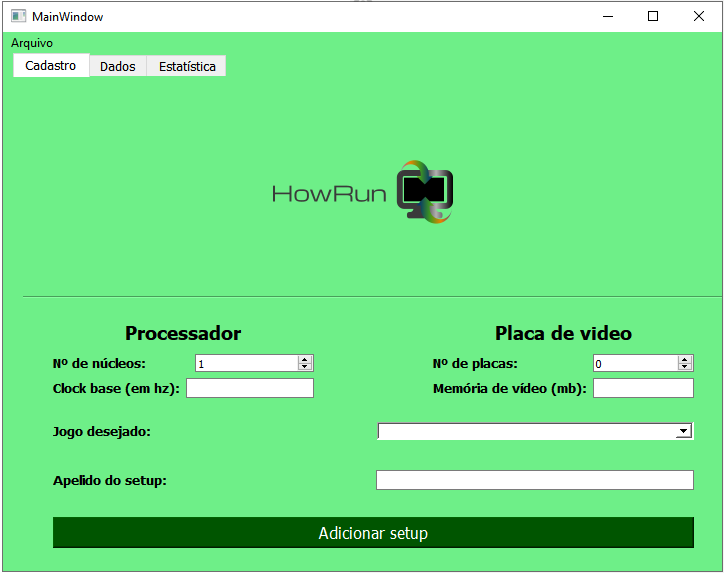 MainWindow
Arquivo
Cadastro Dados Estatística
HowRun
Processador Placa de video
Nº de núcleos: 1 Nº de placas: 0
Clock base (em hz): Memória de vídeo (mb):
Jogo desejado:
Apelido do setup:
Adicionar setup